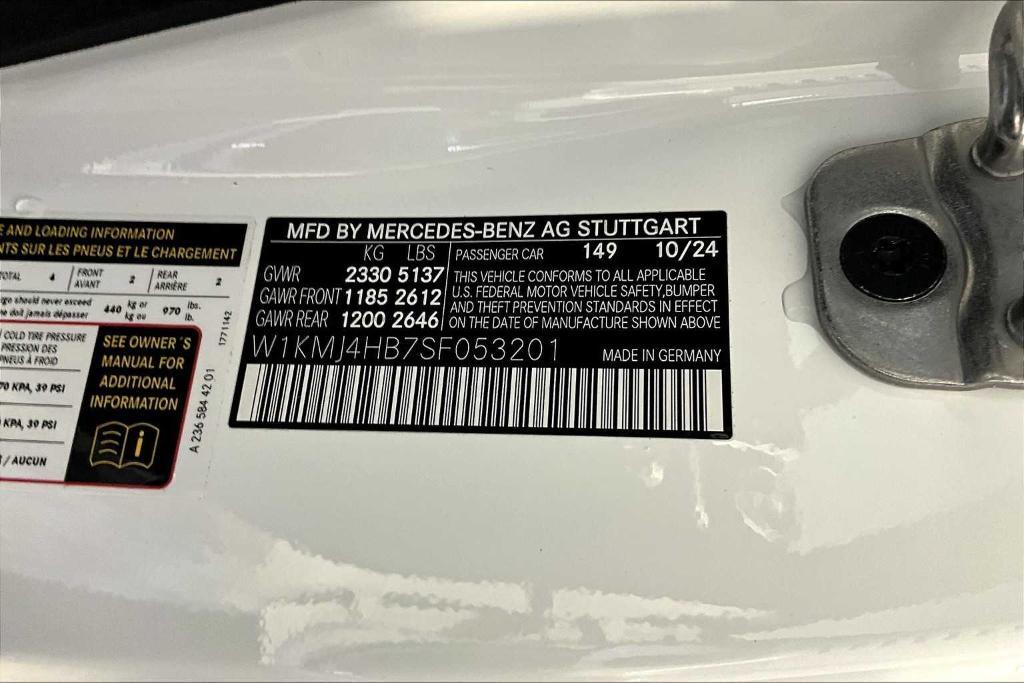 E AND LOADING INFORMATION
NTS SUR LES PNEUS ET LE CHARGEMENT
TOTAL 4 FRONT AVANT 2 REAR ARRIÈRE 2
should never exceed
ne doit jamais dépasser 440 kg or kg ou 970 lbs. lb.
COLD TIRE PRESSURE
PRESSION DES
PNEUS À FROID
70 KPA, 39 PSI
KPA, 39 PSI
/ AUCUN
SEE OWNER´S
MANUAL FOR
ADDITIONAL
INFORMATION
i
1771142
A 236 584 42 01
MFD BY MERCEDES-BENZ AG STUTTGART
KG LBS
GVWR 2330 5137
GAWR FRONT 1185 2612
GAWR REAR 1200 2646
PASSENGER CAR 149 10/24
THIS VEHICLE CONFORMS TO ALL APPLICABLE
U.S. FEDERAL MOTOR VEHICLE SAFETY,BUMPER
AND THEFT PREVENTION STANDARDS IN EFFECT
ON THE DATE OF MANUFACTURE SHOWN ABOVE
W1KMJ4HB7SF053201
MADE IN GERMANY